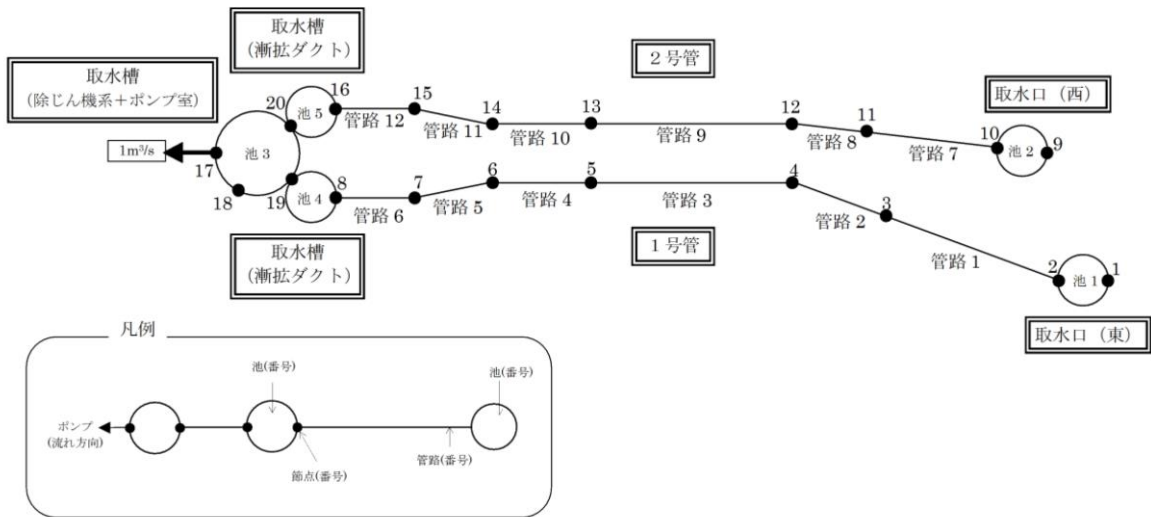 取水槽
(漸拡ダクト)
取水槽
(除じん機系＋ポンプ室)
2号管
取水口（西）
1m³/s
池3
池5
池4
池2
池1
16
15
14
13
12
11
10
9
20
17
18
19
8
7
6
5
4
3
2
1
管路12
管路11
管路10
管路9
管路8
管路7
管路6
管路5
管路4
管路3
管路2
管路1
1号管
取水槽
(漸拡ダクト)
取水口（東）
凡例
池(番号)
池(番号)
ポンプ
(流れ方向)
節点(番号)
管路(番号)